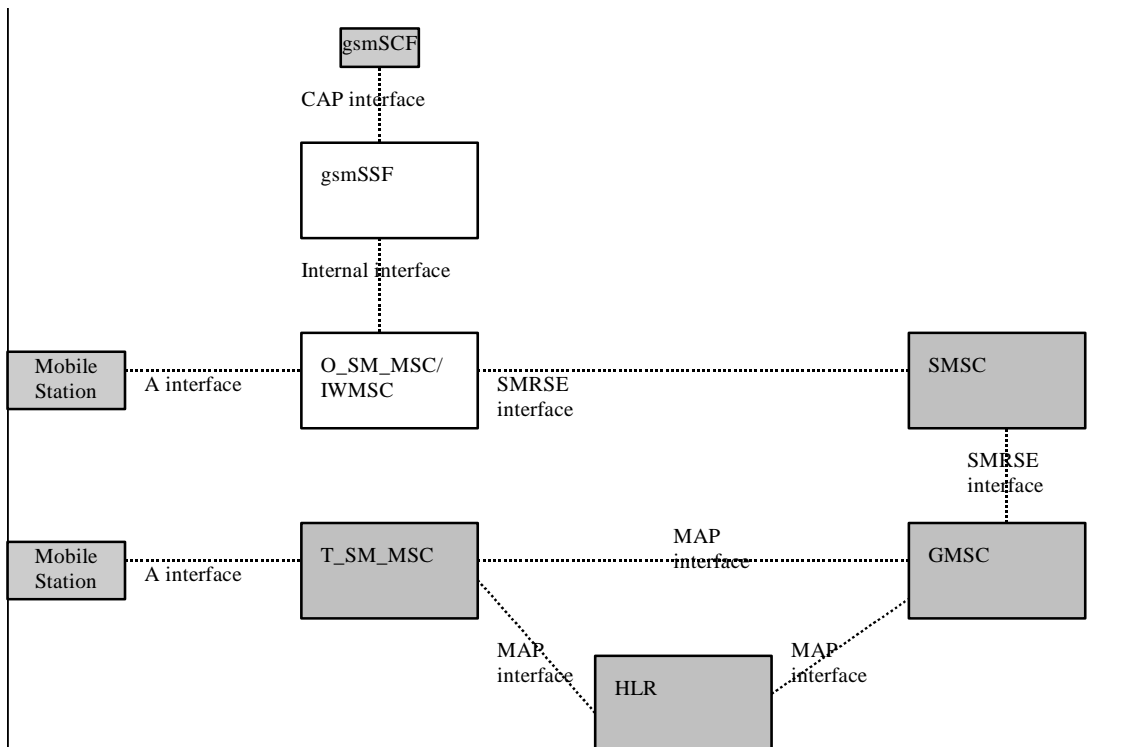 gsmSCF
CAP interface
gsmSSF
Internal interface
Mobile
Station
A interface
O_SM_MSC/
IWMSC
SMRSE
interface
SMSC
SMRSE
interface
Mobile
Station
A interface
T_SM_MSC
MAP
interface
GMSC
MAP
interface
HLR
MAP
interface